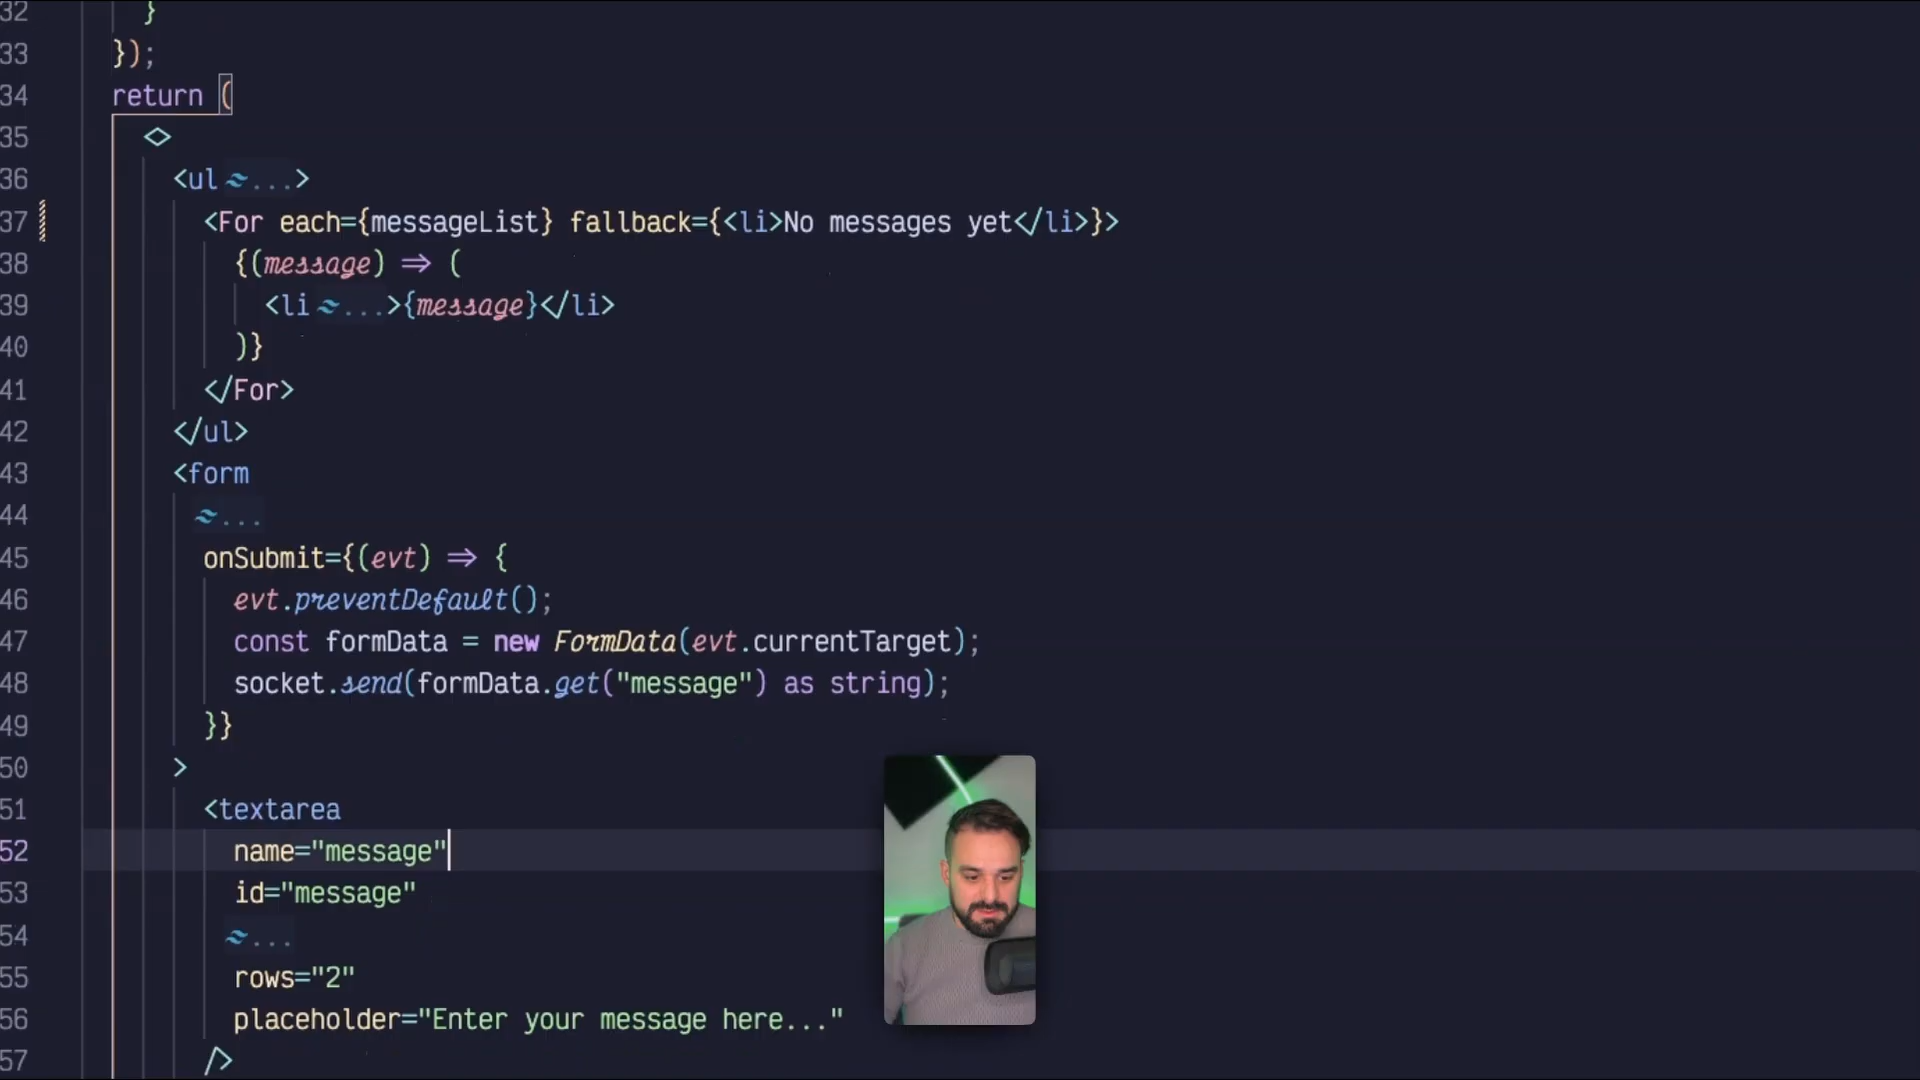 32 }
33 });
34 return (
35 <>
36 <ul ...>
37 <For each={messageList} fallback={<li>No messages yet</li>}>
38 {(message) => (
39 <li ...>{message}</li>
40 )}
41 </For>
42 </ul>
43 <form
44 ...
45 onSubmit={(evt) => {
46 evt.preventDefault();
47 const formData = new FormData(evt.currentTarget);
48 socket.send(formData.get("message") as string);
49 }}
50 >
51 <textarea
52 name="message"
53 id="message"
54 ...
55 rows="2"
56 placeholder="Enter your message here..."
57 />